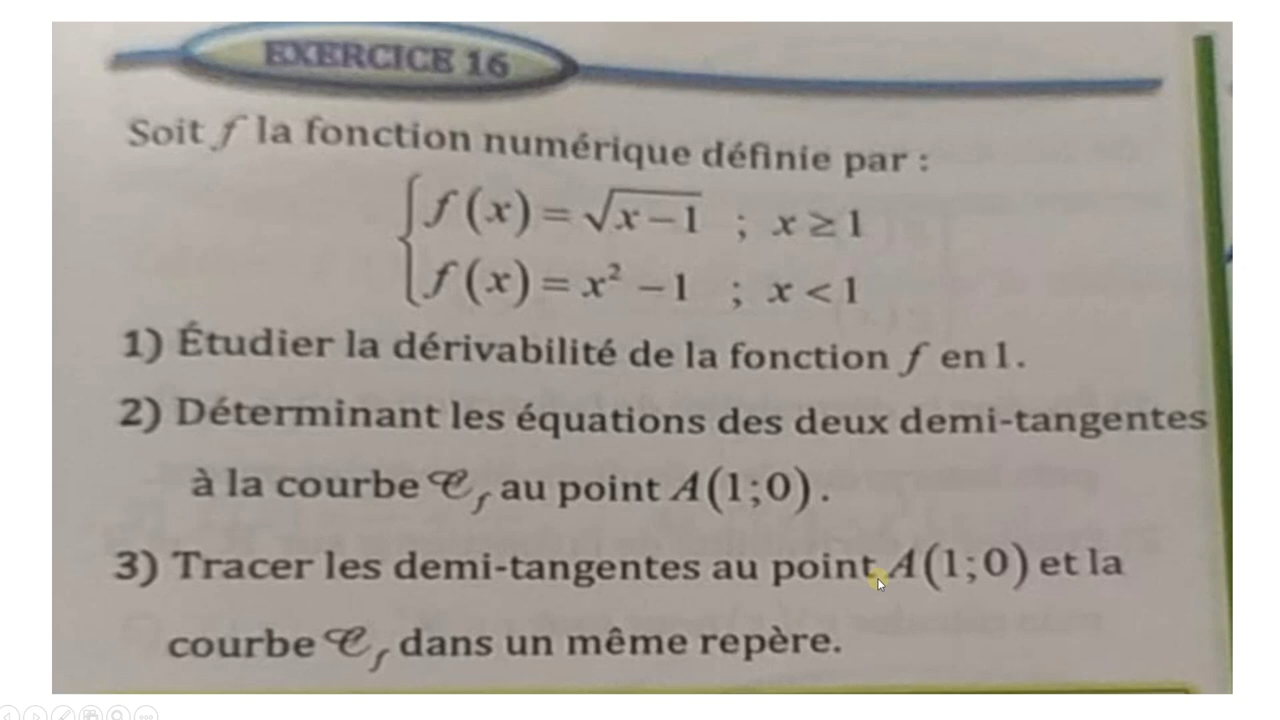 EXERCICE 16
Soit f la fonction numérique définie par :
f(x) = √x−1 ; x ≥ 1
f(x) = x² − 1 ; x < 1
1) Étudier la dérivabilité de la fonction f en 1.
2) Déterminant les équations des deux demi-tangentes
à la courbe 𝒞f au point A(1;0).
3) Tracer les demi-tangentes au point A(1;0) et la
courbe 𝒞f dans un même repère.